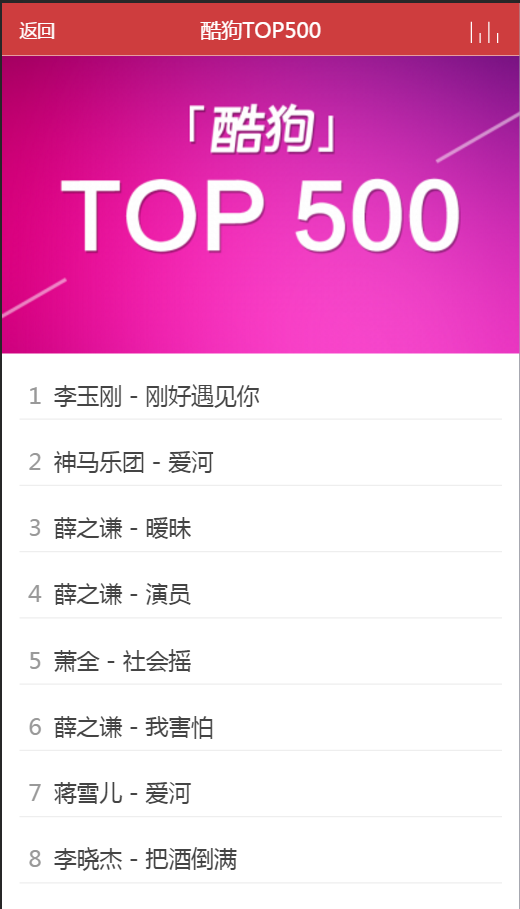 返回 酷狗TOP500
「酷狗」
TOP 500
1 李玉刚 - 刚好遇见你
2 神马乐团 - 爱河
3 薛之谦 - 暧昧
4 薛之谦 - 演员
5 萧全 - 社会摇
6 薛之谦 - 我害怕
7 蒋雪儿 - 爱河
8 李晓杰 - 把酒倒满